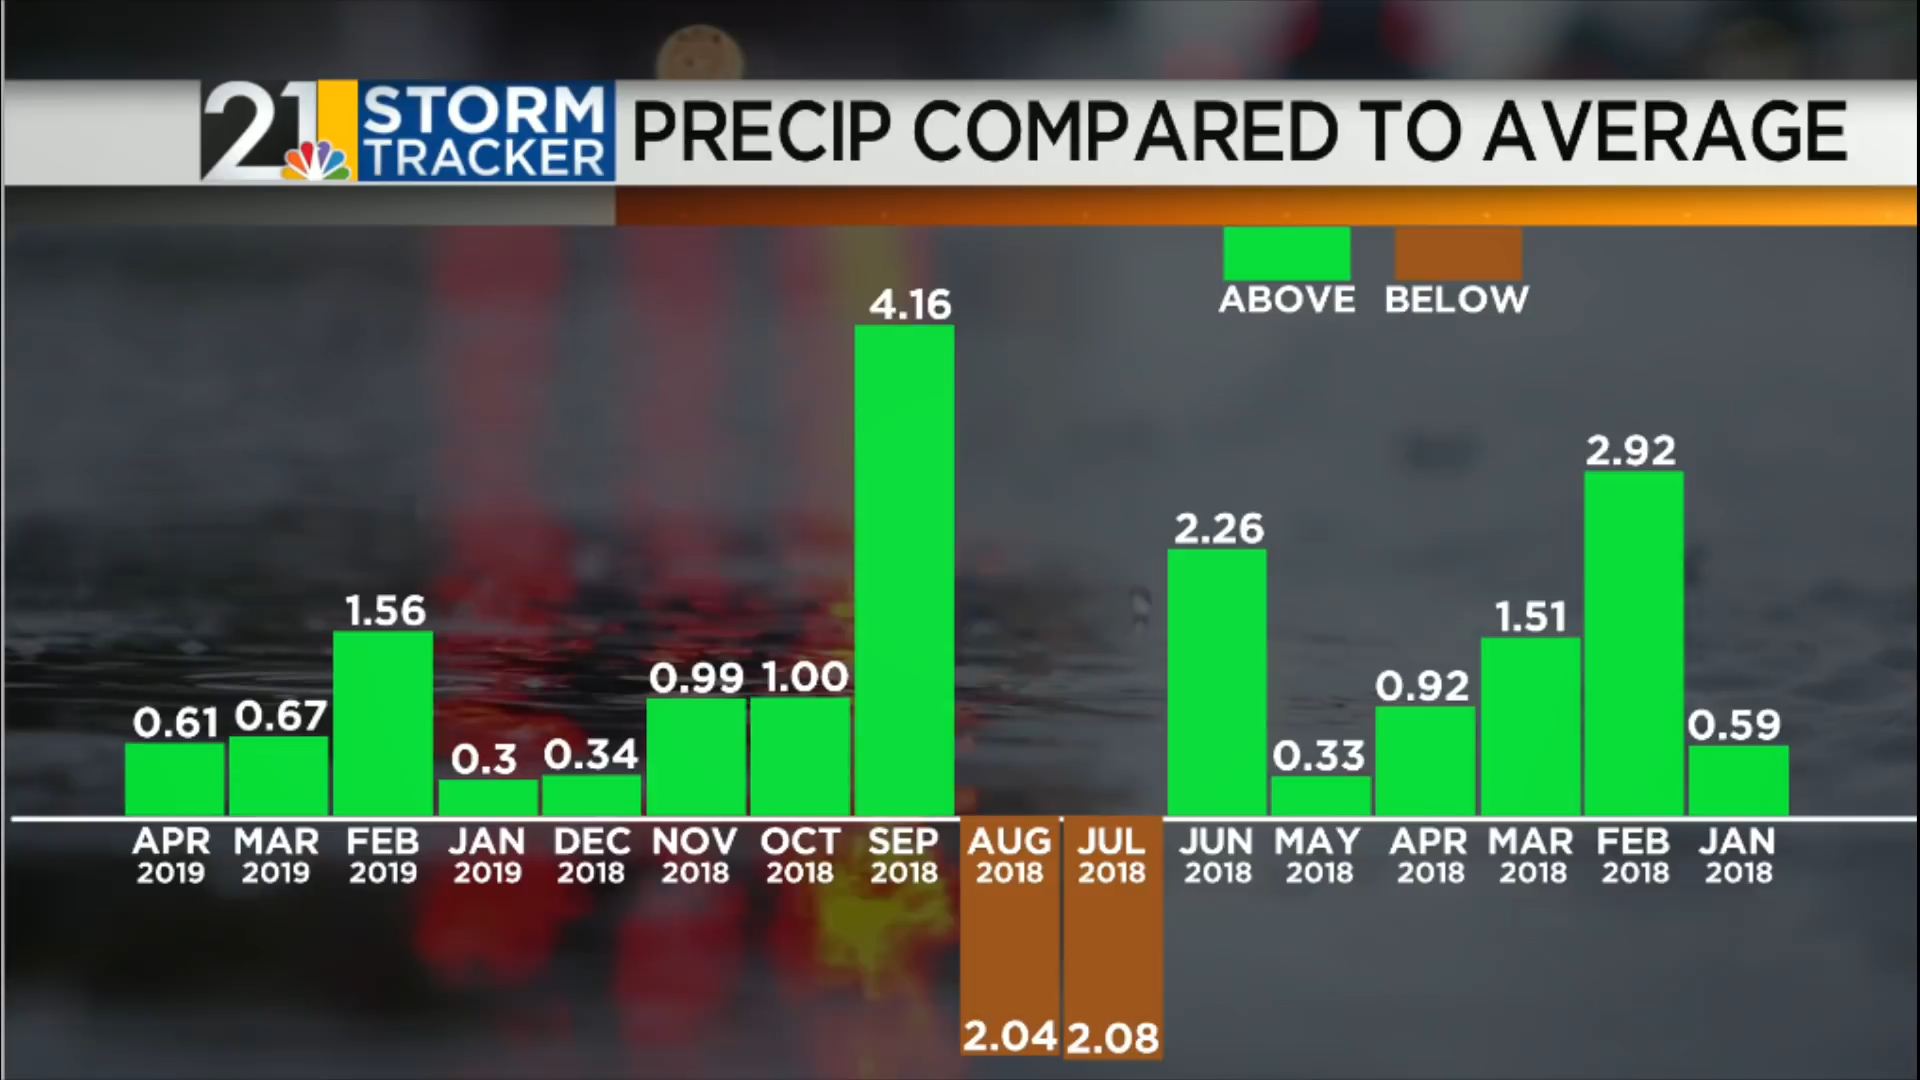 21 STORM TRACKER
PRECIP COMPARED TO AVERAGE
ABOVE BELOW
4.16
2.92
2.26
1.56
1.51
0.99 1.00
0.92
0.61 0.67
0.59
0.3 0.34
0.33
APR 2019
MAR 2019
FEB 2019
JAN 2019
DEC 2018
NOV 2018
OCT 2018
SEP 2018
AUG 2018
JUL 2018
JUN 2018
MAY 2018
APR 2018
MAR 2018
FEB 2018
JAN 2018
2.04 2.08